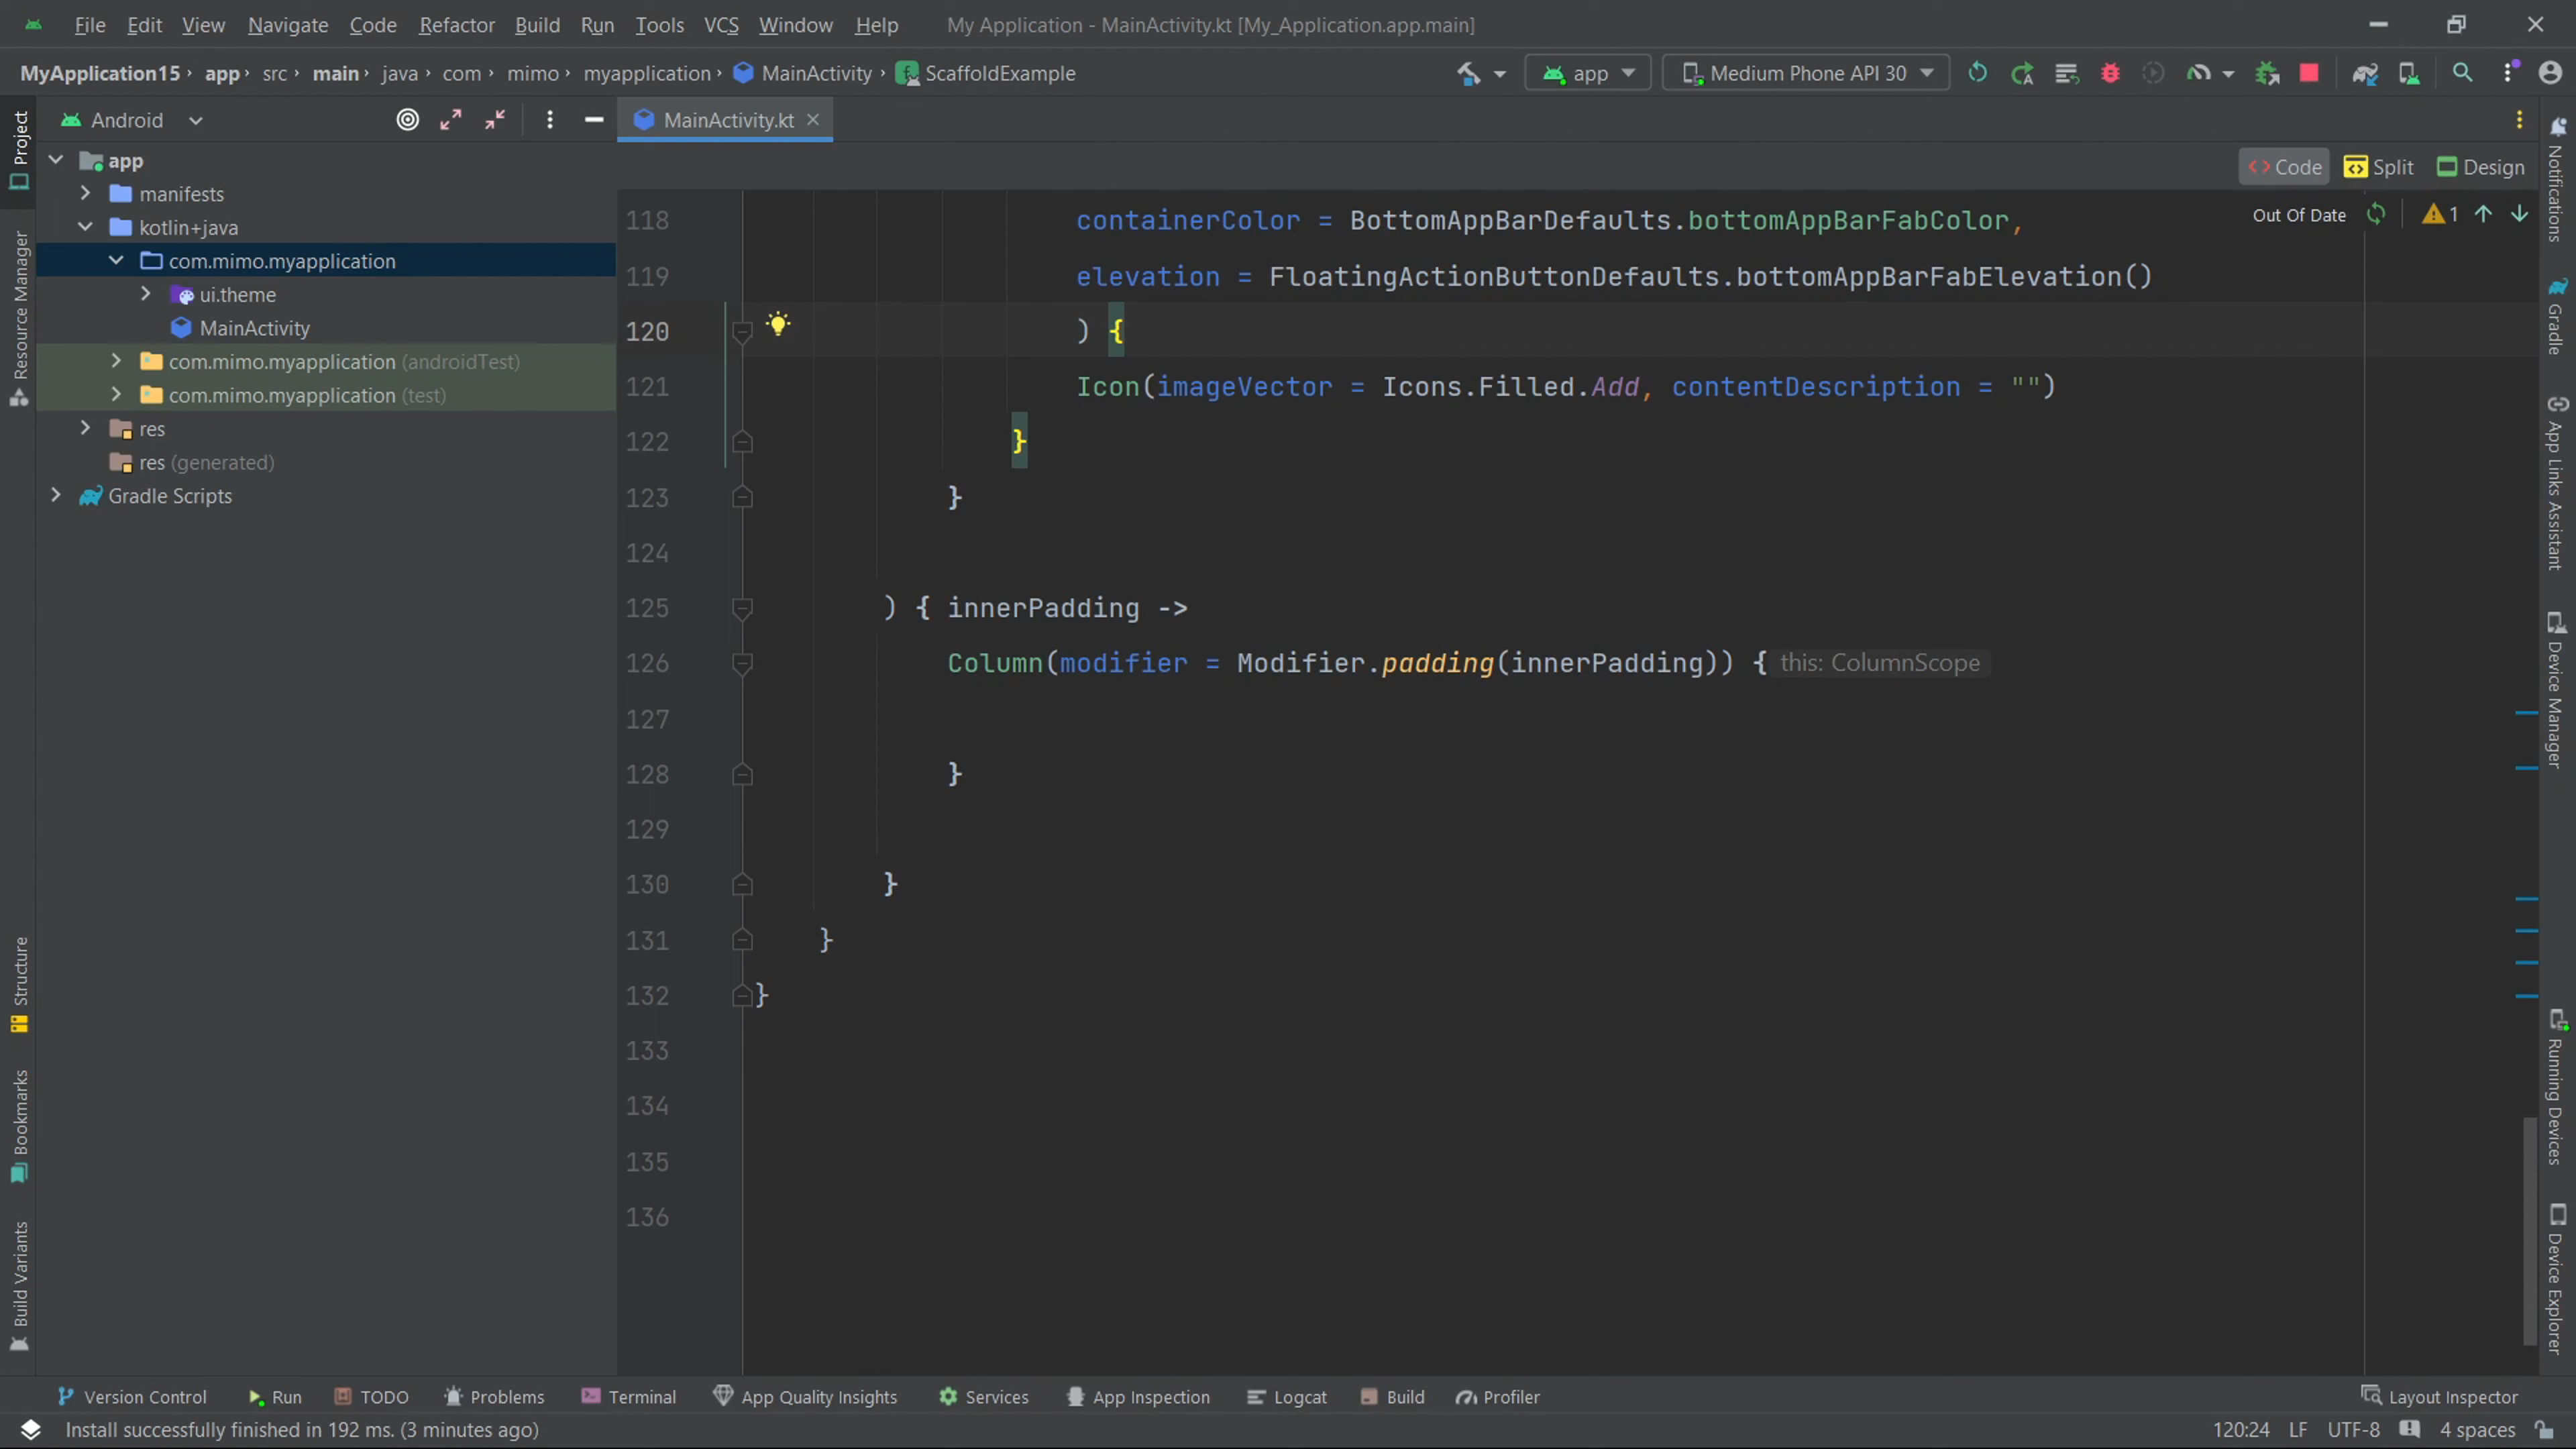 File Edit View Navigate Code Refactor Build Run Tools VCS Window Help My Application - MainActivity.kt [My_Application.app.main]
MyApplication15 app src main java com mimo myapplication MainActivity ScaffoldExample app Medium Phone API 30
Android
MainActivity.kt
Code Split Design
app
manifests
kotlin+java
com.mimo.myapplication
ui.theme
MainActivity
com.mimo.myapplication (androidTest)
com.mimo.myapplication (test)
res
res (generated)
Gradle Scripts
Out Of Date 1
118 containerColor = BottomAppBarDefaults.bottomAppBarFabColor,
119 elevation = FloatingActionButtonDefaults.bottomAppBarFabElevation()
120 ) {
121 Icon(imageVector = Icons.Filled.Add, contentDescription = "")
122 }
123 }
124
125 ) { innerPadding ->
126 Column(modifier = Modifier.padding(innerPadding)) { this: ColumnScope
127
128 }
129
130 }
131 }
132 }
133
134
135
136
Project
Resource Manager
Structure
Bookmarks
Build Variants
Notifications
Gradle
App Links Assistant
Device Manager
Running Devices
Device Explorer
Version Control Run TODO Problems Terminal App Quality Insights Services App Inspection Logcat Build Profiler Layout Inspector
Install successfully finished in 192 ms. (3 minutes ago) 120:24 LF UTF-8 4 spaces